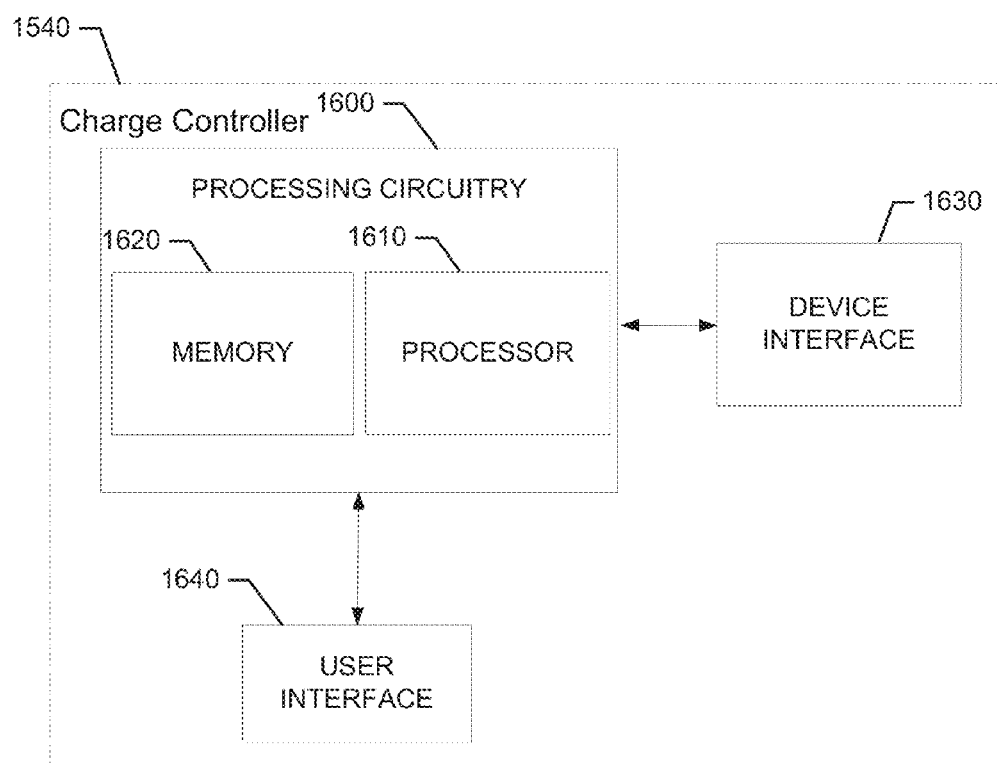 1540
Charge Controller
1600
PROCESSING CIRCUITRY
1620
1610
1630
MEMORY
PROCESSOR
DEVICE
INTERFACE
1640
USER
INTERFACE